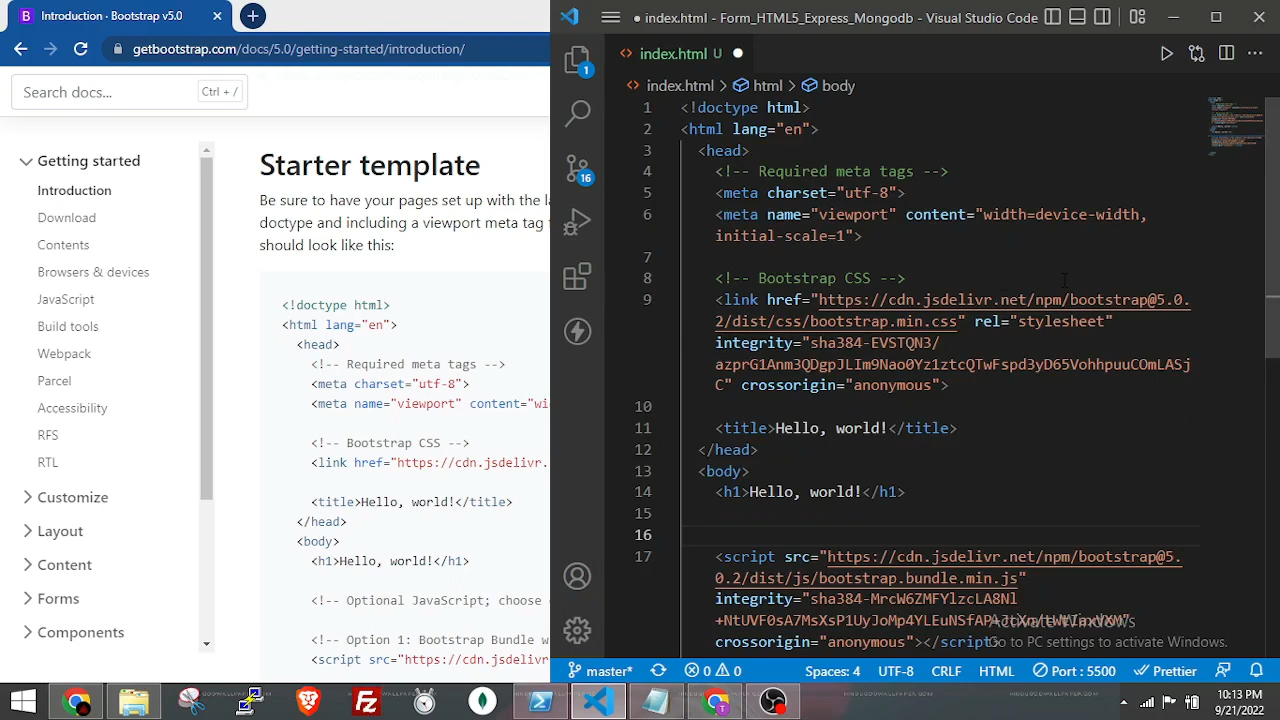 Introduction · Bootstrap v5.0
getbootstrap.com/docs/5.0/getting-started/introduction/
Search docs...
Ctrl + /
Getting started
Introduction
Download
Contents
Browsers & devices
JavaScript
Build tools
Webpack
Parcel
Accessibility
RFS
RTL
Customize
Layout
Content
Forms
Components
Starter template
Be sure to have your pages set up with the la
doctype and including a viewport meta tag f
should look like this:
<!doctype html>
<html lang="en">
<head>
<!-- Required meta tags -->
<meta charset="utf-8">
<meta name="viewport" content="wi
<!-- Bootstrap CSS -->
<link href="https://cdn.jsdelivr.
<title>Hello, world!</title>
</head>
<body>
<h1>Hello, world!</h1>
<!-- Optional JavaScript; choose
<!-- Option 1: Bootstrap Bundle w
<script src="https://cdn.jsdelivr
● index.html - Form_HTML5_Express_Mongodb - Visual Studio Code
index.html U
index.html > html > body
1 <!doctype html>
2 <html lang="en">
3 <head>
4 <!-- Required meta tags -->
5 <meta charset="utf-8">
6 <meta name="viewport" content="width=device-width,
initial-scale=1">
7
8 <!-- Bootstrap CSS -->
9 <link href="https://cdn.jsdelivr.net/npm/bootstrap@5.0.
2/dist/css/bootstrap.min.css" rel="stylesheet"
integrity="sha384-EVSTQN3/
azprG1Anm3QDgpJLIm9Nao0Yz1ztcQTwFspd3yD65VohhpuuCOmLASj
C" crossorigin="anonymous">
10
11 <title>Hello, world!</title>
12 </head>
13 <body>
14 <h1>Hello, world!</h1>
15
16
17 <script src="https://cdn.jsdelivr.net/npm/bootstrap@5.
0.2/dist/js/bootstrap.bundle.min.js"
integrity="sha384-MrcW6ZMFYlzcLA8Nl
crossorigin="anonymous"></script>
Activate Windows
Go to PC settings to activate Windows.
1
16
master*
0 0
Spaces: 4
UTF-8
CRLF
HTML
Port : 5500
Prettier
10:13 PM
9/21/2022